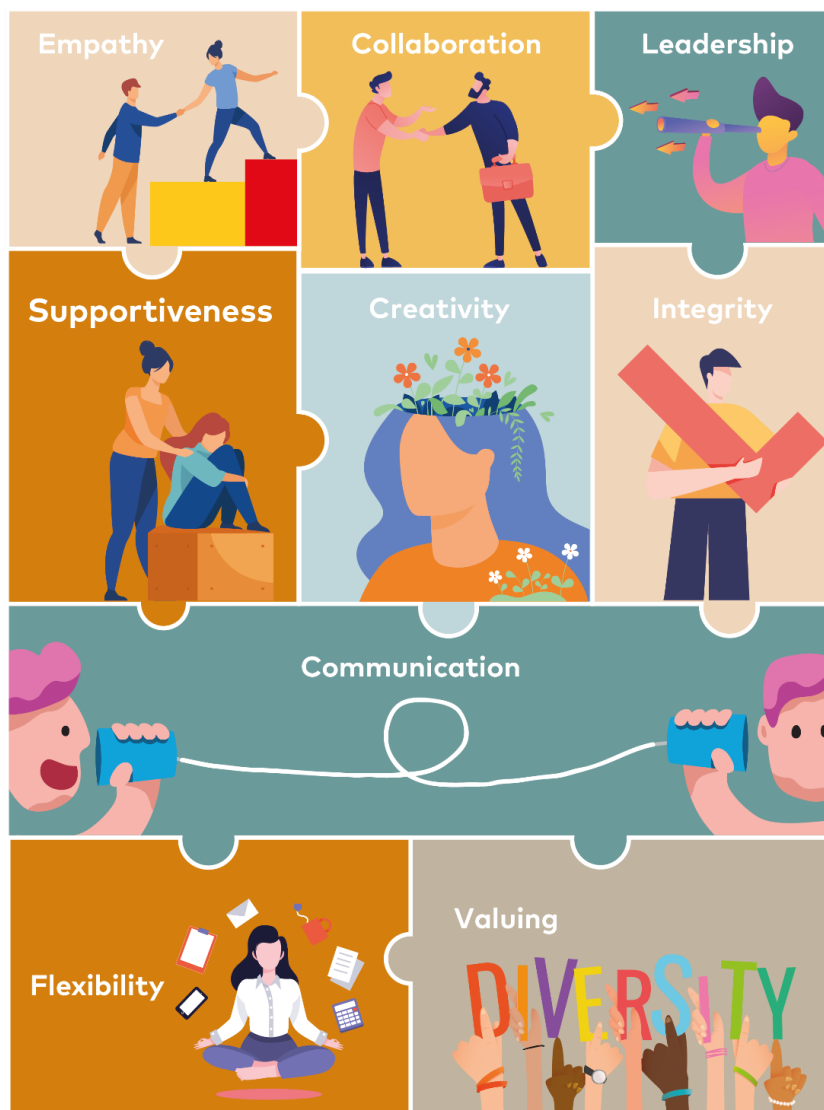 Empathy
Collaboration
Leadership
Supportiveness
Creativity
Integrity
Communication
Flexibility
Valuing
DIVERSITY